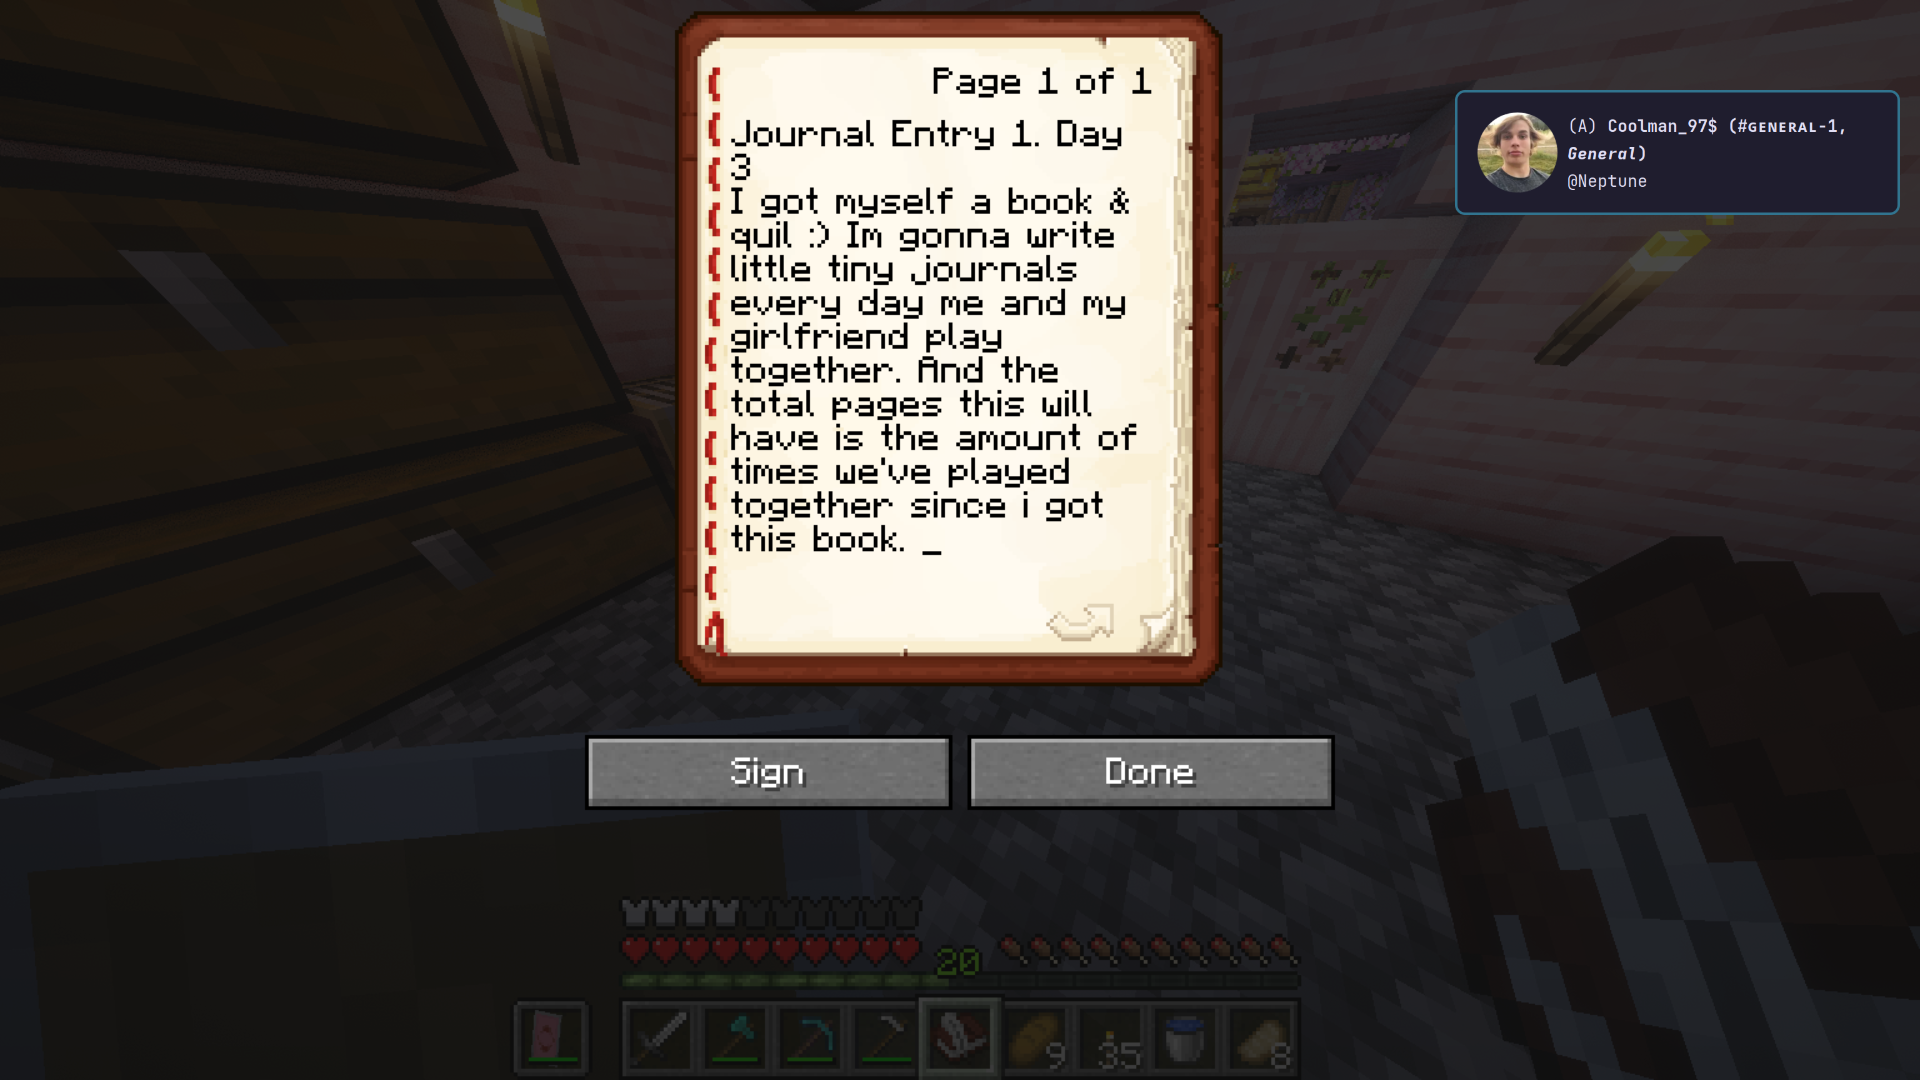 Page 1 of 1
Journal Entry 1. Day
3
I got myself a book &
quil :) Im gonna write
little tiny journals
every day me and my
girlfriend play
together. And the
total pages this will
have is the amount of
times we've played
together since i got
this book. _
(A) Coolman_97$ (#GENERAL-1,
General)
@Neptune
Sign
Done
20
9
35
8